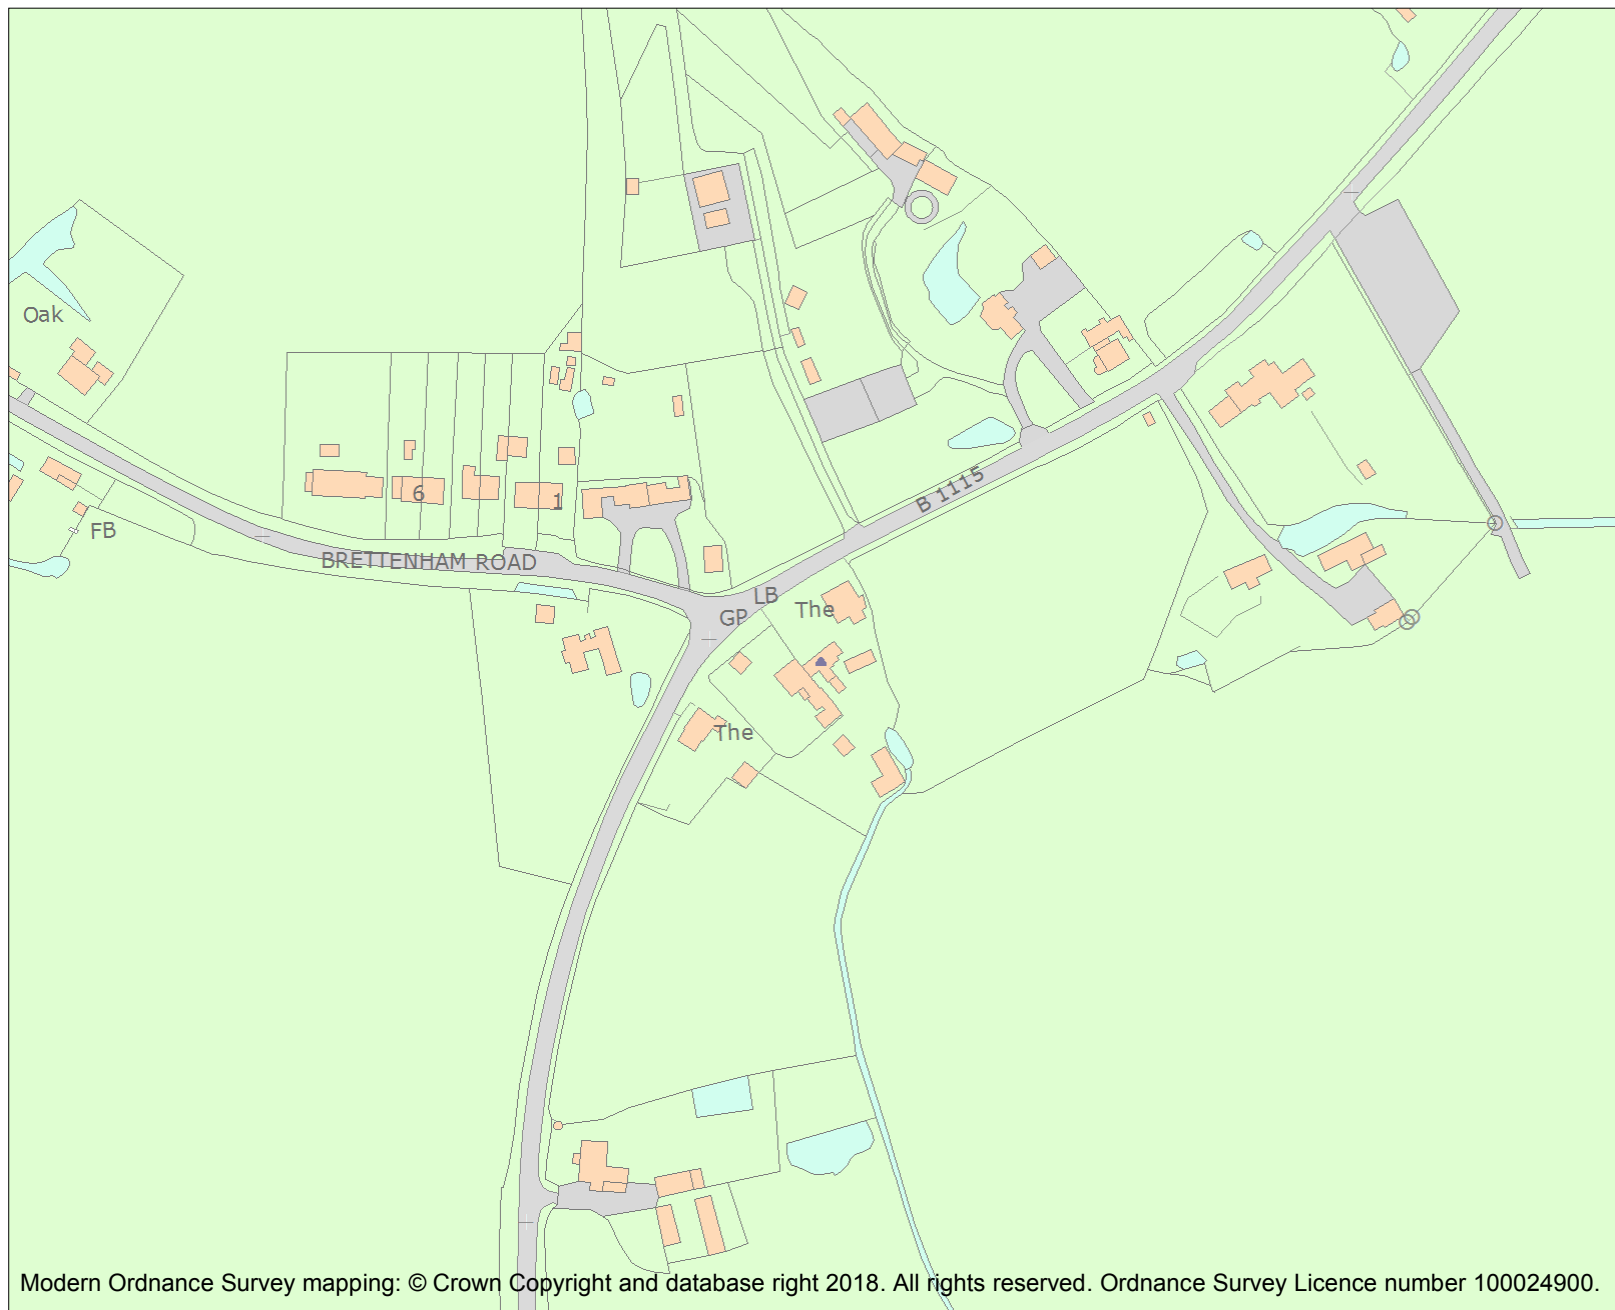 Oak
6
1
B 1115
FB
BRETTENHAM ROAD
LB
The
GP
The
Modern Ordnance Survey mapping: © Crown Copyright and database right 2018. All rights reserved. Ordnance Survey Licence number 100024900.